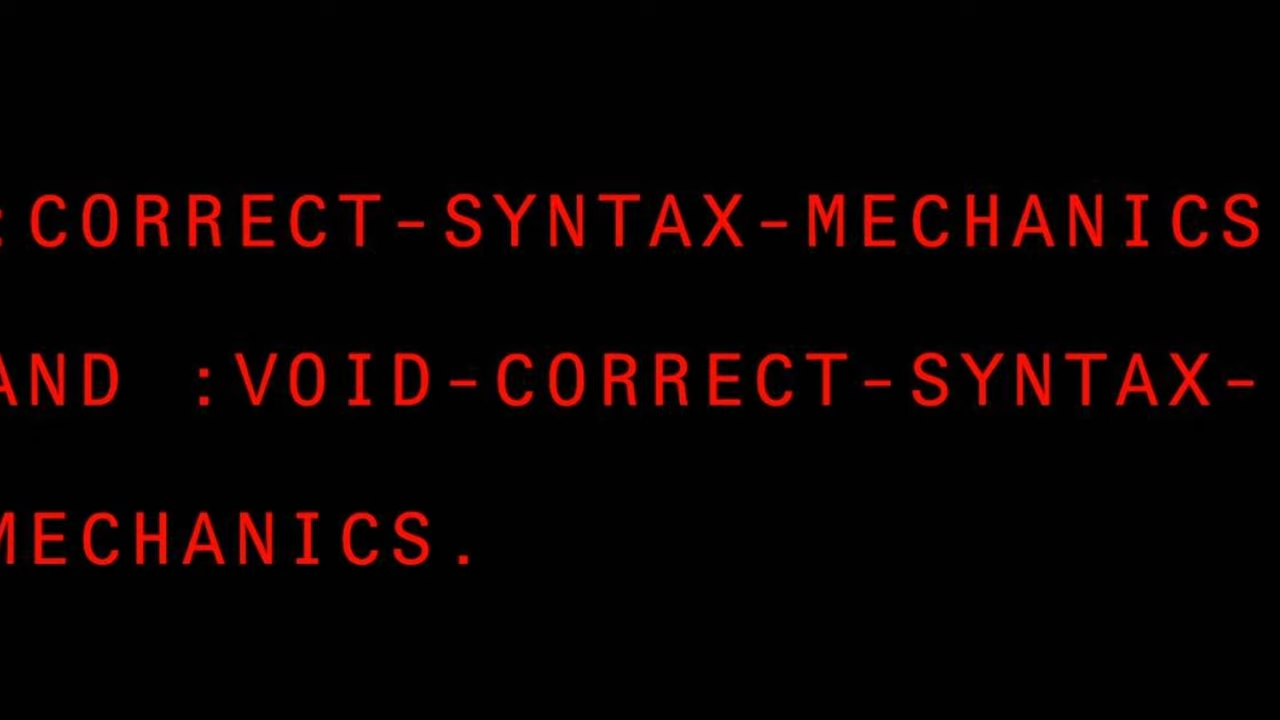 :CORRECT-SYNTAX-MECHANICS
AND :VOID-CORRECT-SYNTAX-
MECHANICS.